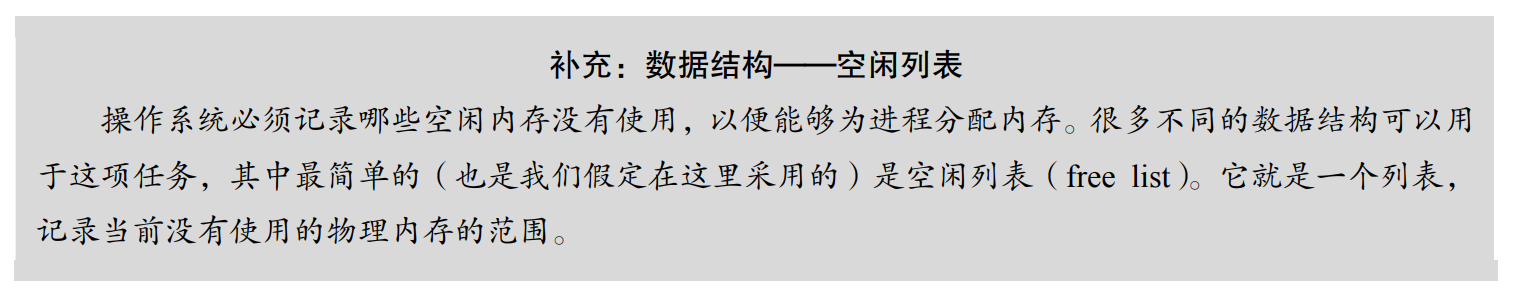 补充：数据结构——空闲列表
操作系统必须记录哪些空闲内存没有使用，以便能够为进程分配内存。很多不同的数据结构可以用
于这项任务，其中最简单的（也是我们假定在这里采用的）是空闲列表（free list）。它就是一个列表，
记录当前没有使用的物理内存的范围。